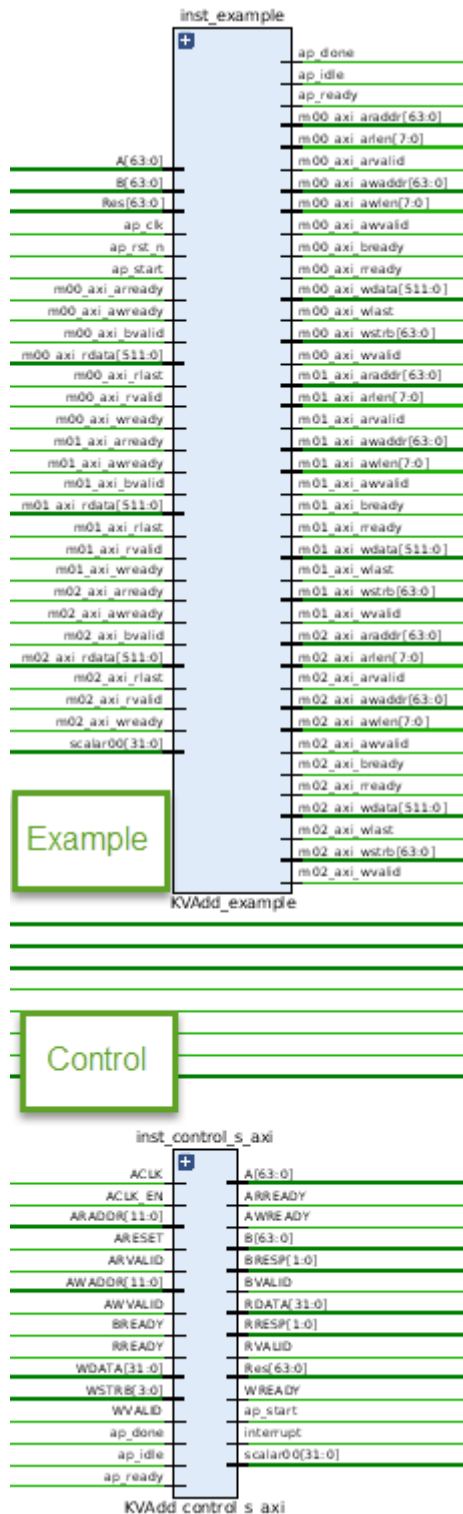 inst_example
A[63:0]
B[63:0]
Res[63:0]
ap_clk
ap_rst_n
ap_start
m00_axi_arready
m00_axi_awready
m00_axi_bvalid
m00_axi_rdata[511:0]
m00_axi_rlast
m00_axi_rvalid
m00_axi_wready
m01_axi_arready
m01_axi_awready
m01_axi_bvalid
m01_axi_rdata[511:0]
m01_axi_rlast
m01_axi_rvalid
m01_axi_wready
m02_axi_arready
m02_axi_awready
m02_axi_bvalid
m02_axi_rdata[511:0]
m02_axi_rlast
m02_axi_rvalid
m02_axi_wready
scalar00[31:0]
ap_done
ap_idle
ap_ready
m00_axi_araddr[63:0]
m00_axi_arlen[7:0]
m00_axi_arvalid
m00_axi_awaddr[63:0]
m00_axi_awlen[7:0]
m00_axi_awvalid
m00_axi_bready
m00_axi_rready
m00_axi_wdata[511:0]
m00_axi_wlast
m00_axi_wstrb[63:0]
m00_axi_wvalid
m01_axi_araddr[63:0]
m01_axi_arlen[7:0]
m01_axi_arvalid
m01_axi_awaddr[63:0]
m01_axi_awlen[7:0]
m01_axi_awvalid
m01_axi_bready
m01_axi_rready
m01_axi_wdata[511:0]
m01_axi_wlast
m01_axi_wstrb[63:0]
m01_axi_wvalid
m02_axi_araddr[63:0]
m02_axi_arlen[7:0]
m02_axi_arvalid
m02_axi_awaddr[63:0]
m02_axi_awlen[7:0]
m02_axi_awvalid
m02_axi_bready
m02_axi_rready
m02_axi_wdata[511:0]
m02_axi_wlast
m02_axi_wstrb[63:0]
m02_axi_wvalid
Example
KVAdd_example
Control
inst_control_s_axi
ACLK
ACLK_EN
ARADDR[11:0]
ARESET
ARVALID
AWADDR[11:0]
AWVALID
BREADY
RREADY
WDATA[31:0]
WSTRB[3:0]
WVALID
ap_done
ap_idle
ap_ready
A[63:0]
ARREADY
AWREADY
B[63:0]
BRESP[1:0]
BVALID
RDATA[31:0]
RRESP[1:0]
RVALID
Res[63:0]
WREADY
ap_start
interrupt
scalar00[31:0]
KVAdd_control_s_axi